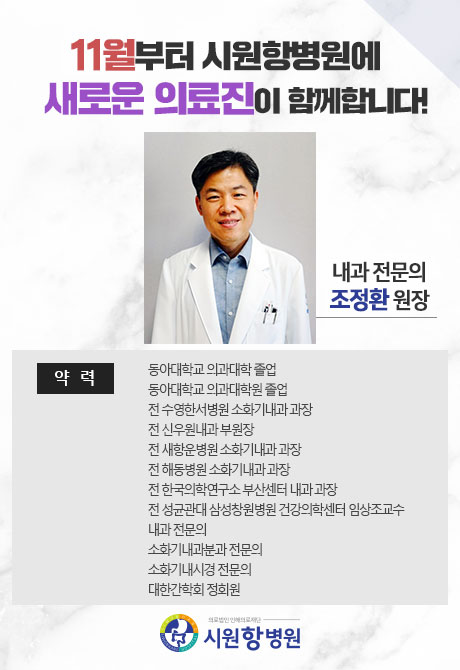 11월부터 시원항병원에
새로운 의료진이 함께합니다!
내과 전문의
조정환 원장
약 력
동아대학교 의과대학 졸업
동아대학교 의과대학원 졸업
전 수영한서병원 소화기내과 과장
전 신우원내과 부원장
전 새항운병원 소화기내과 과장
전 해동병원 소화기내과 과장
전 한국의학연구소 부산센터 내과 과장
전 성균관대 삼성창원병원 건강의학센터 임상조교수
내과 전문의
소화기내과분과 전문의
소화기내시경 전문의
대한간학회 정회원
의료법인 인혜의료재단
시원항병원